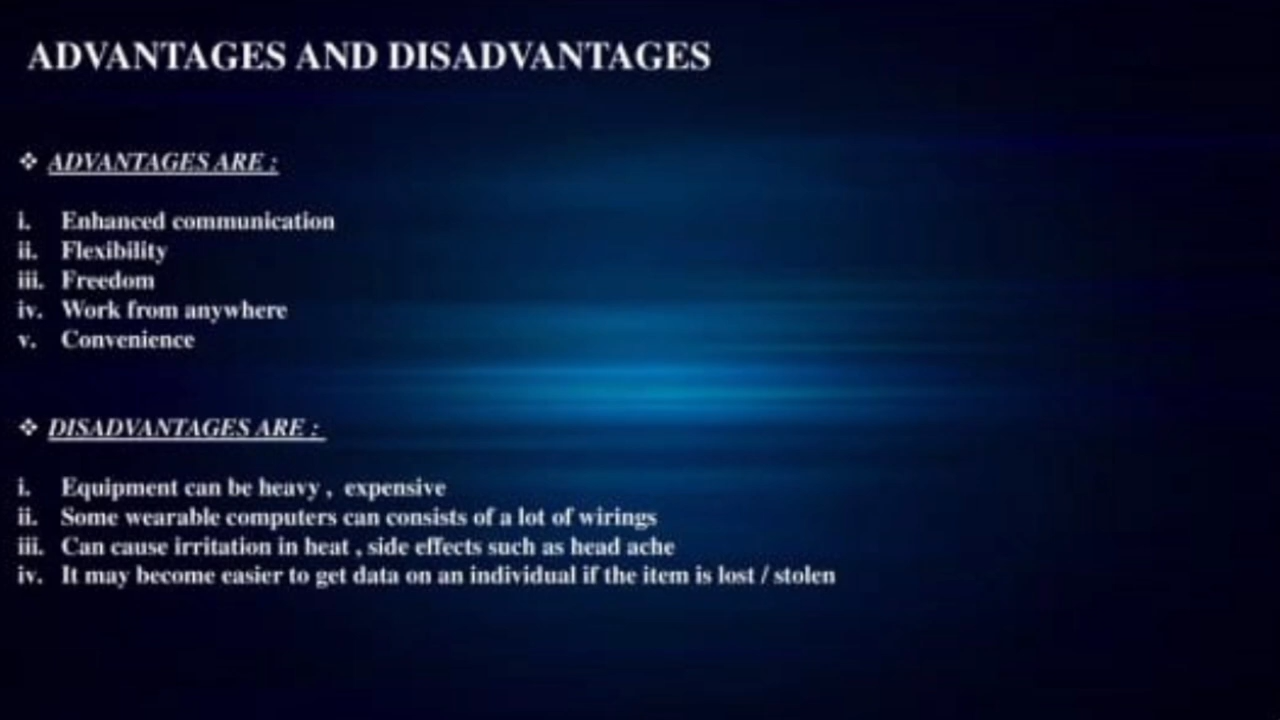 ADVANTAGES AND DISADVANTAGES
❖ ADVANTAGES ARE :
i. Enhanced communication
ii. Flexibility
iii. Freedom
iv. Work from anywhere
v. Convenience
❖ DISADVANTAGES ARE :
i. Equipment can be heavy , expensive
ii. Some wearable computers can consists of a lot of wirings
iii. Can cause irritation in heat , side effects such as head ache
iv. It may become easier to get data on an individual if the item is lost / stolen